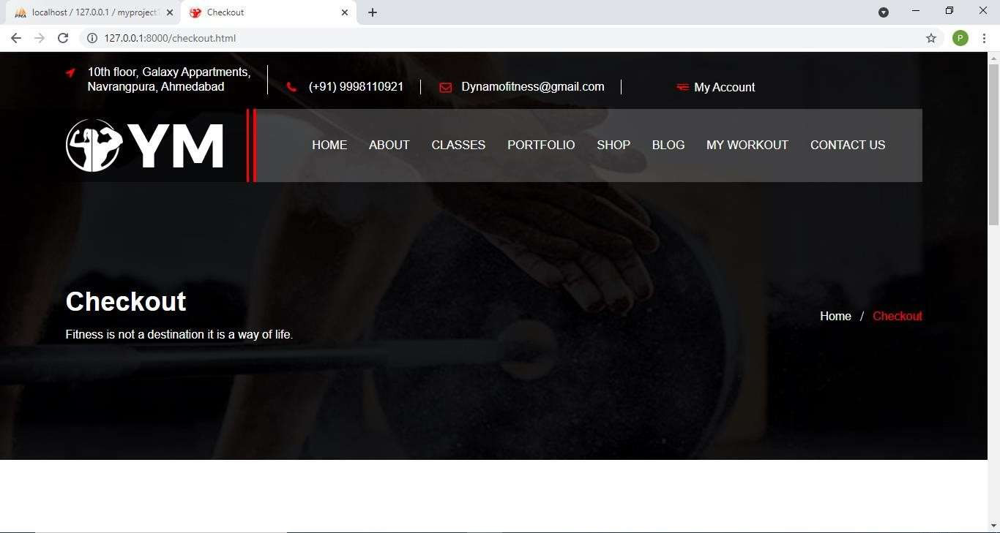 localhost / 127.0.0.1 / myproject1
Checkout
127.0.0.1:8000/checkout.html
P
10th floor, Galaxy Appartments,
Navrangpura, Ahmedabad
(+91) 9998110921
Dynamofitness@gmail.com
My Account
YM
HOME ABOUT CLASSES PORTFOLIO SHOP BLOG MY WORKOUT CONTACT US
Checkout
Fitness is not a destination it is a way of life.
Home / Checkout